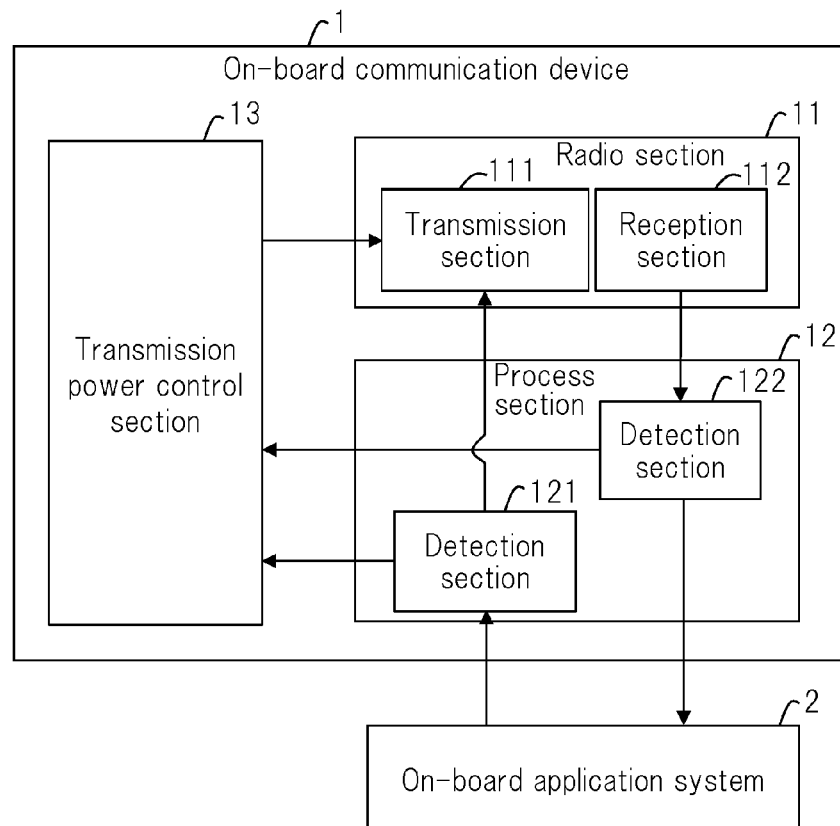 1
On-board communication device
13
11
Radio section
111
112
Transmission
section
Reception
section
Transmission
power control
section
12
Process
section
122
Detection
section
121
Detection
section
2
On-board application system